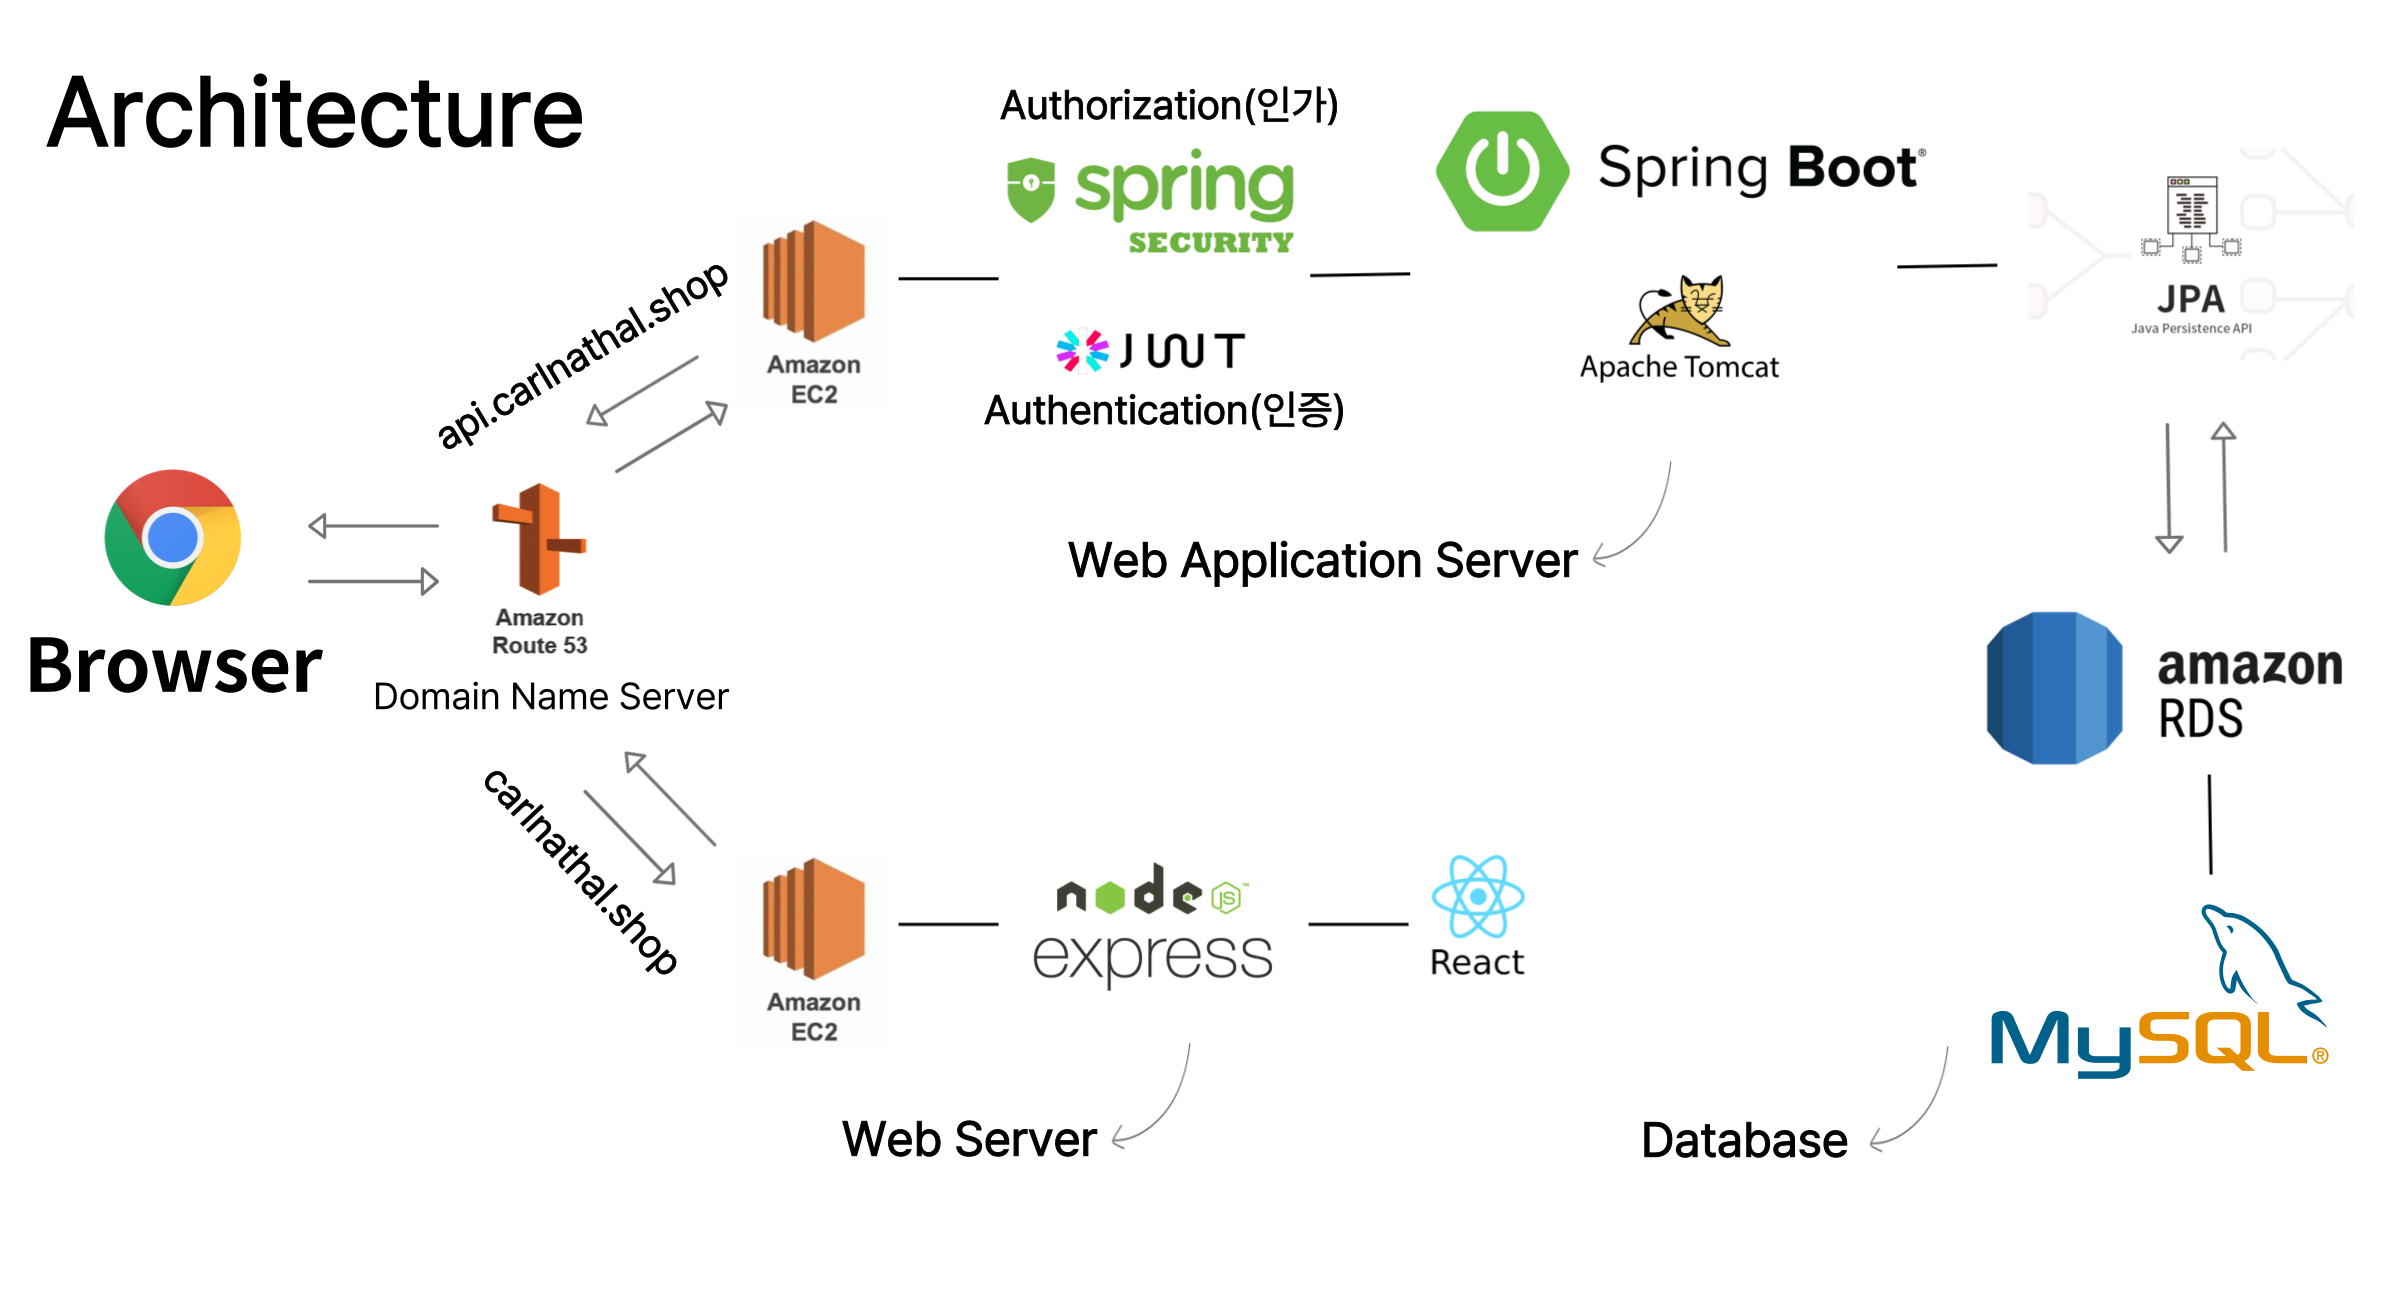 Architecture
Authorization(인가)
spring
SECURITY
Spring Boot®
JWT
Authentication(인증)
Apache Tomcat
JPA
Java Persistence API
api.carlnathal.shop
Amazon
EC2
Web Application Server
Browser
Amazon
Route 53
Domain Name Server
amazon
RDS
carlnathal.shop
Amazon
EC2
node JS™
express
React
MySQL®
Web Server
Database